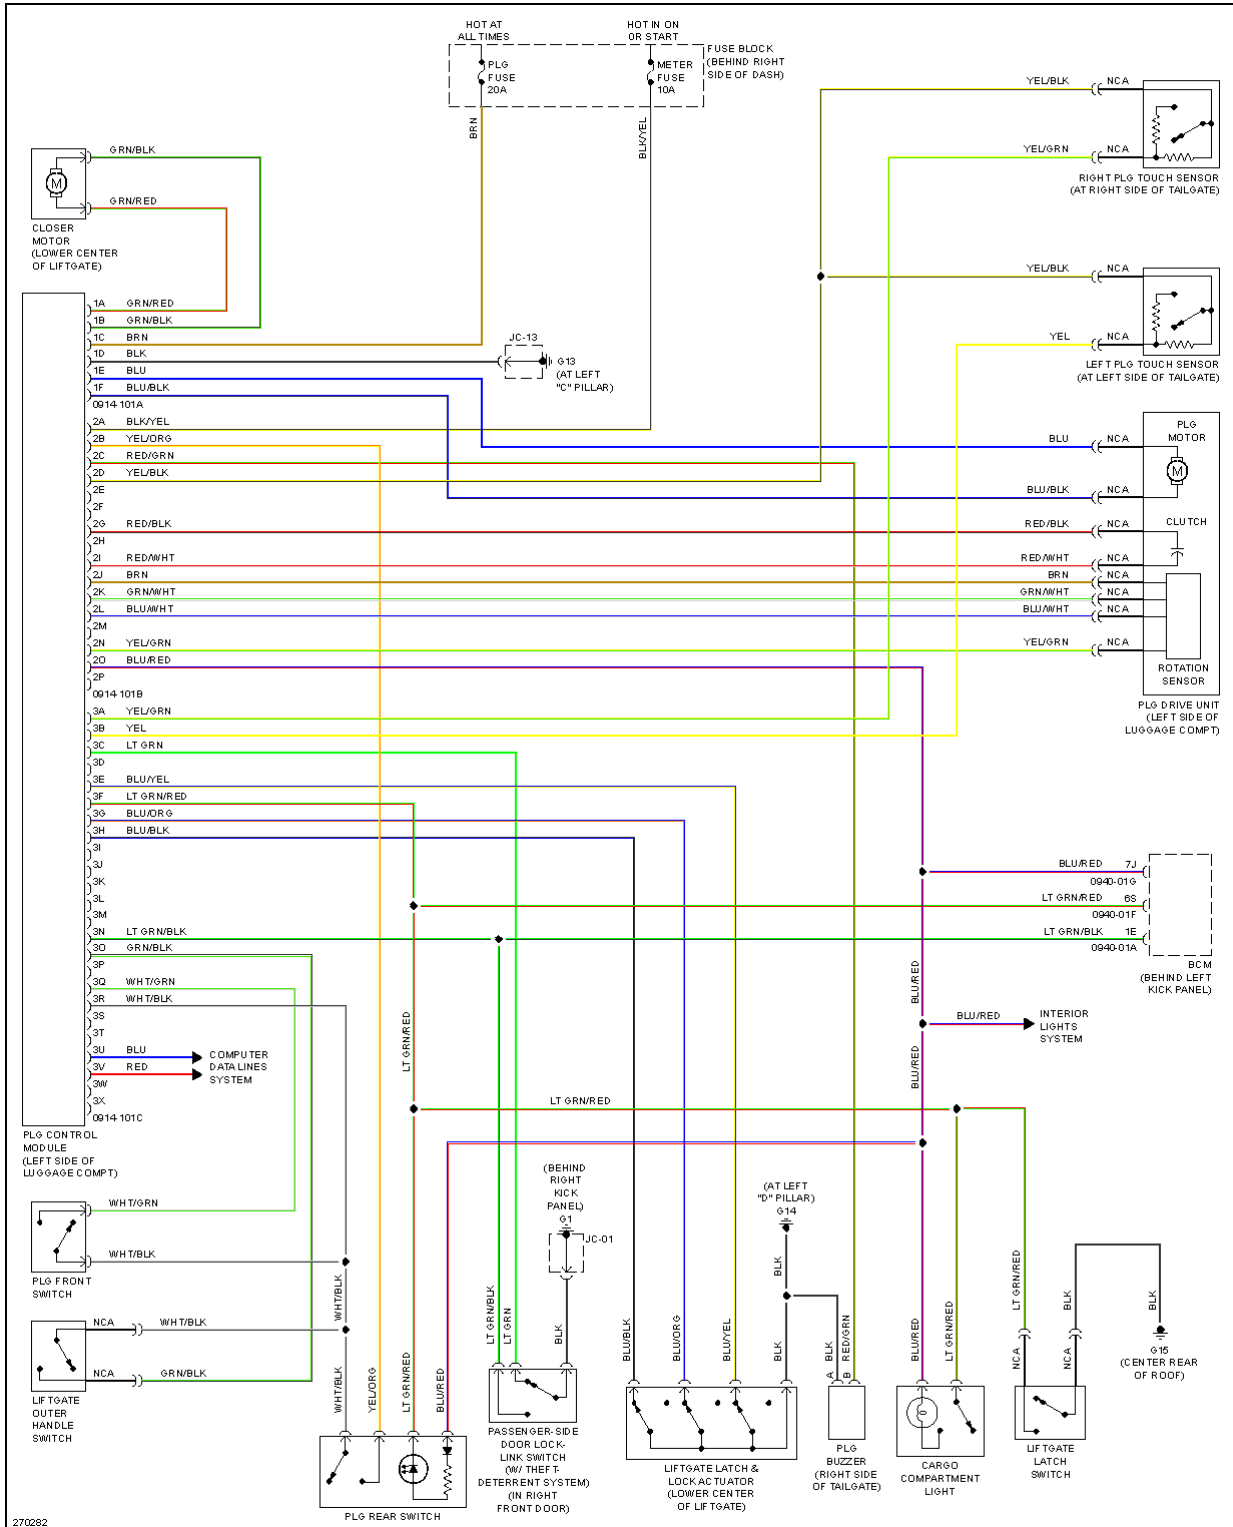 HOT AT
ALL TIMES
HOT IN ON
OR START
PLG
FUSE
20A
METER
FUSE
10A
FUSE BLOCK
(BEHIND RIGHT
SIDE OF DASH)
BRN
BLK/YEL
YEL/BLK
NCA
YEL/GRN
NCA
RIGHT PLG TOUCH SENSOR
(AT RIGHT SIDE OF TAILGATE)
GRN/BLK
M
GRN/RED
CLOSER
MOTOR
(LOWER CENTER
OF LIFTGATE)
YEL/BLK
NCA
YEL
NCA
LEFT PLG TOUCH SENSOR
(AT LEFT SIDE OF TAILGATE)
1A GRN/RED
1B GRN/BLK
1C BRN
1D BLK
1E BLU
1F BLU/BLK
0914-101A
JC-13
G13
(AT LEFT
"C" PILLAR)
2A BLK/YEL
2B YEL/ORG
2C RED/GRN
2D YEL/BLK
2E
2F
2G RED/BLK
2H
2I RED/WHT
2J BRN
2K GRN/WHT
2L BLU/WHT
2M
2N YEL/GRN
2O BLU/RED
2P
0914-101B
BLU NCA
BLU/BLK NCA
RED/BLK NCA
RED/WHT NCA
BRN NCA
GRN/WHT NCA
BLU/WHT NCA
YEL/GRN NCA
PLG
MOTOR
M
CLUTCH
ROTATION
SENSOR
PLG DRIVE UNIT
(LEFT SIDE OF
LUGGAGE COMPT)
3A YEL/GRN
3B YEL
3C LT GRN
3D
3E BLU/YEL
3F LT GRN/RED
3G BLU/ORG
3H BLU/BLK
3I
3J
3K
3L
3M
3N LT GRN/BLK
3O GRN/BLK
3P
3Q WHT/GRN
3R WHT/BLK
3S
3T
3U BLU
3V RED
3W
3X
0914-101C
COMPUTER
DATA LINES
SYSTEM
PLG CONTROL
MODULE
(LEFT SIDE OF
LUGGAGE COMPT)
BLU/RED 7J
0940-01G
LT GRN/RED 6S
0940-01F
LT GRN/BLK 1E
0940-01A
BCM
(BEHIND LEFT
KICK PANEL)
BLU/RED
BLU/RED
INTERIOR
LIGHTS
SYSTEM
LT GRN/RED
BLU/RED
LT GRN/RED
WHT/GRN
WHT/BLK
PLG FRONT
SWITCH
WHT/BLK
NCA WHT/BLK
NCA GRN/BLK
LIFTGATE
OUTER
HANDLE
SWITCH
WHT/BLK
YEL/ORG
LT GRN/RED
BLU/RED
PLG REAR SWITCH
(BEHIND
RIGHT
KICK
PANEL)
G1
JC-01
LT GRN/BLK
LT GRN
BLK
PASSENGER-SIDE
DOOR LOCK-
LINK SWITCH
(W/ THEFT-
DETERRENT SYSTEM)
(IN RIGHT
FRONT DOOR)
(AT LEFT
"D" PILLAR)
G14
BLK
BLU/BLK
BLU/ORG
BLU/YEL
BLK
LIFTGATE LATCH &
LOCK ACTUATOR
(LOWER CENTER
OF LIFTGATE)
BLK
RED/GRN
A
B
PLG
BUZZER
(RIGHT SIDE
OF TAILGATE)
BLU/RED
LT GRN/RED
CARGO
COMPARTMENT
LIGHT
LT GRN/RED
BLK
BLK
NCA
NCA
G15
(CENTER REAR
OF ROOF)
LIFTGATE
LATCH
SWITCH
270282